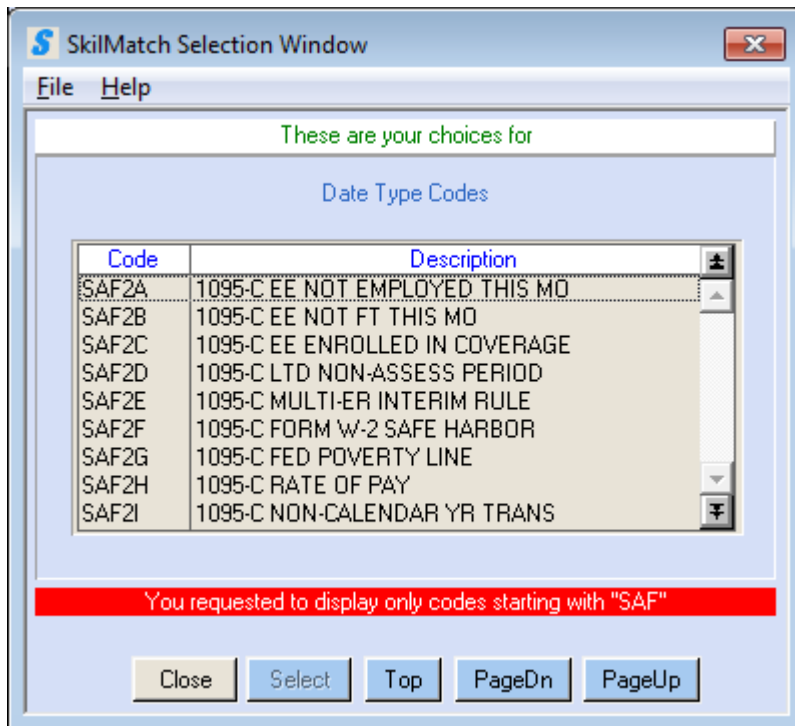 SkilMatch Selection Window
File Help
These are your choices for
Date Type Codes
Code Description
SAF2A 1095-C EE NOT EMPLOYED THIS MO
SAF2B 1095-C EE NOT FT THIS MO
SAF2C 1095-C EE ENROLLED IN COVERAGE
SAF2D 1095-C LTD NON-ASSESS PERIOD
SAF2E 1095-C MULTI-ER INTERIM RULE
SAF2F 1095-C FORM W-2 SAFE HARBOR
SAF2G 1095-C FED POVERTY LINE
SAF2H 1095-C RATE OF PAY
SAF2I 1095-C NON-CALENDAR YR TRANS
You requested to display only codes starting with "SAF"
Close Select Top PageDn PageUp